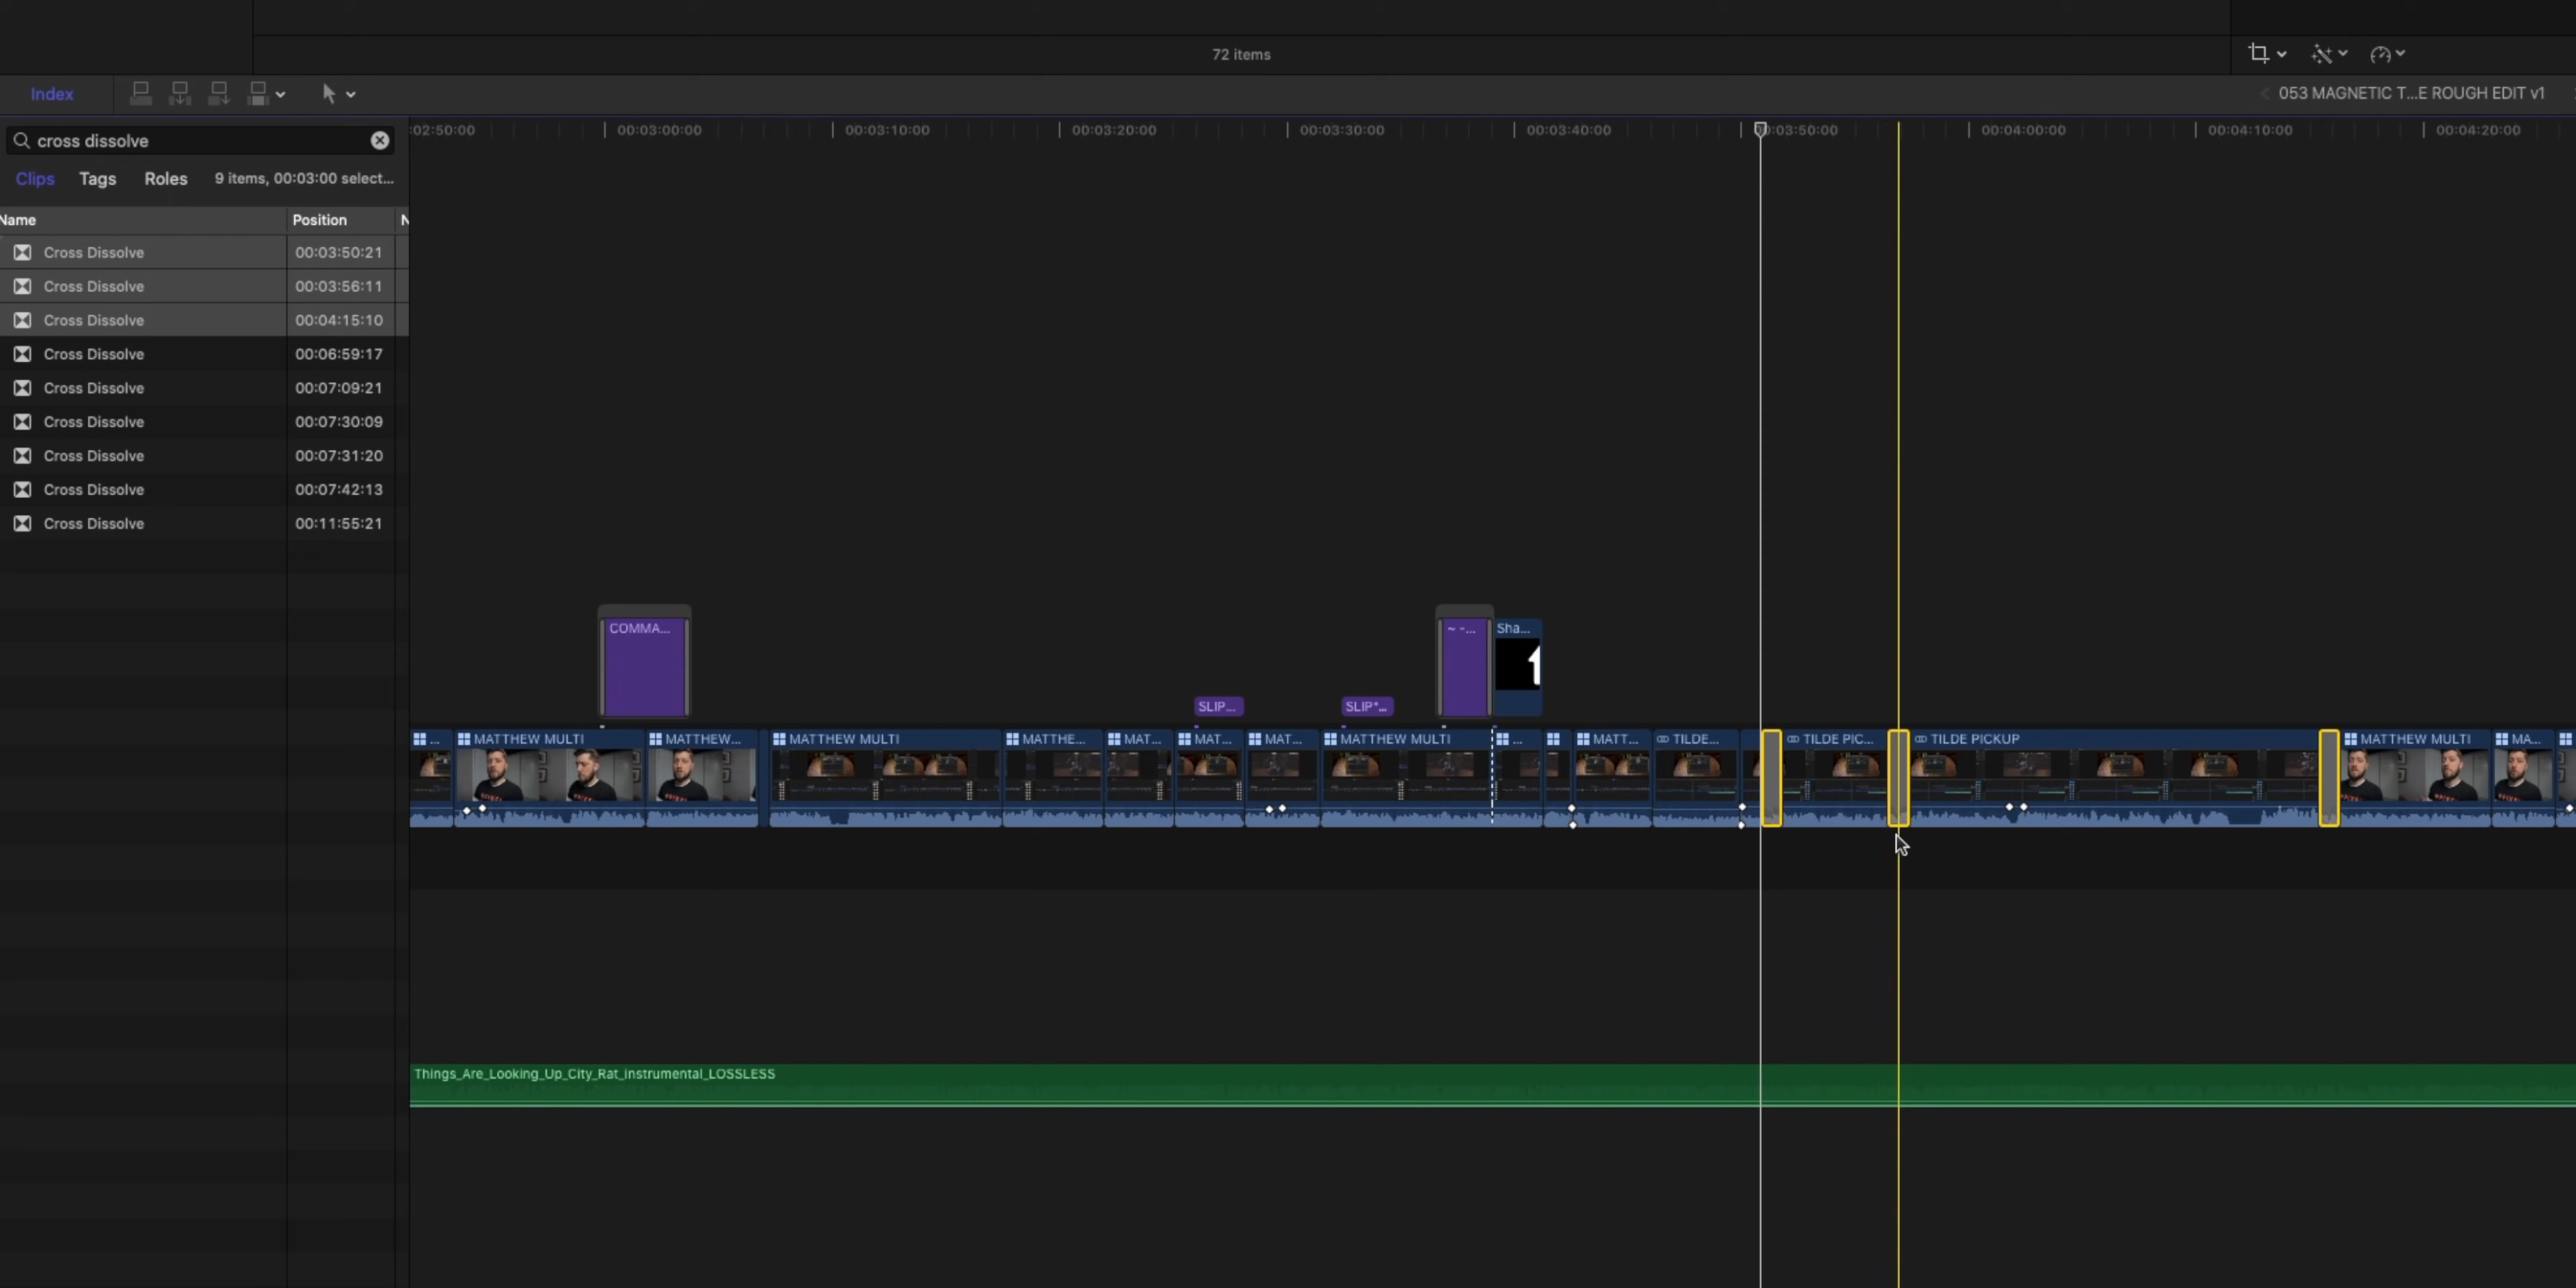 72 items
Index
053 MAGNETIC T...E ROUGH EDIT v1
cross dissolve
:02:50:00
00:03:00:00
00:03:10:00
00:03:20:00
00:03:30:00
00:03:40:00
03:50:00
00:04:00:00
00:04:10:00
00:04:20:00
Clips Tags Roles 9 items, 00:03:00 select...
Name Position
Cross Dissolve 00:03:50:21
Cross Dissolve 00:03:56:11
Cross Dissolve 00:04:15:10
Cross Dissolve 00:06:59:17
Cross Dissolve 00:07:09:21
Cross Dissolve 00:07:30:09
Cross Dissolve 00:07:31:20
Cross Dissolve 00:07:42:13
Cross Dissolve 00:11:55:21
COMMA...
~ -...
Sha...
SLIP...
SLIP*...
...
MATTHEW MULTI
MATTHEW...
MATTHEW MULTI
MATTHE...
MAT...
MAT...
MAT...
MATTHEW MULTI
...
MATT...
TILDE...
TILDE PIC...
TILDE PICKUP
MATTHEW MULTI
MA...
Things_Are_Looking_Up_City_Rat_instrumental_LOSSLESS